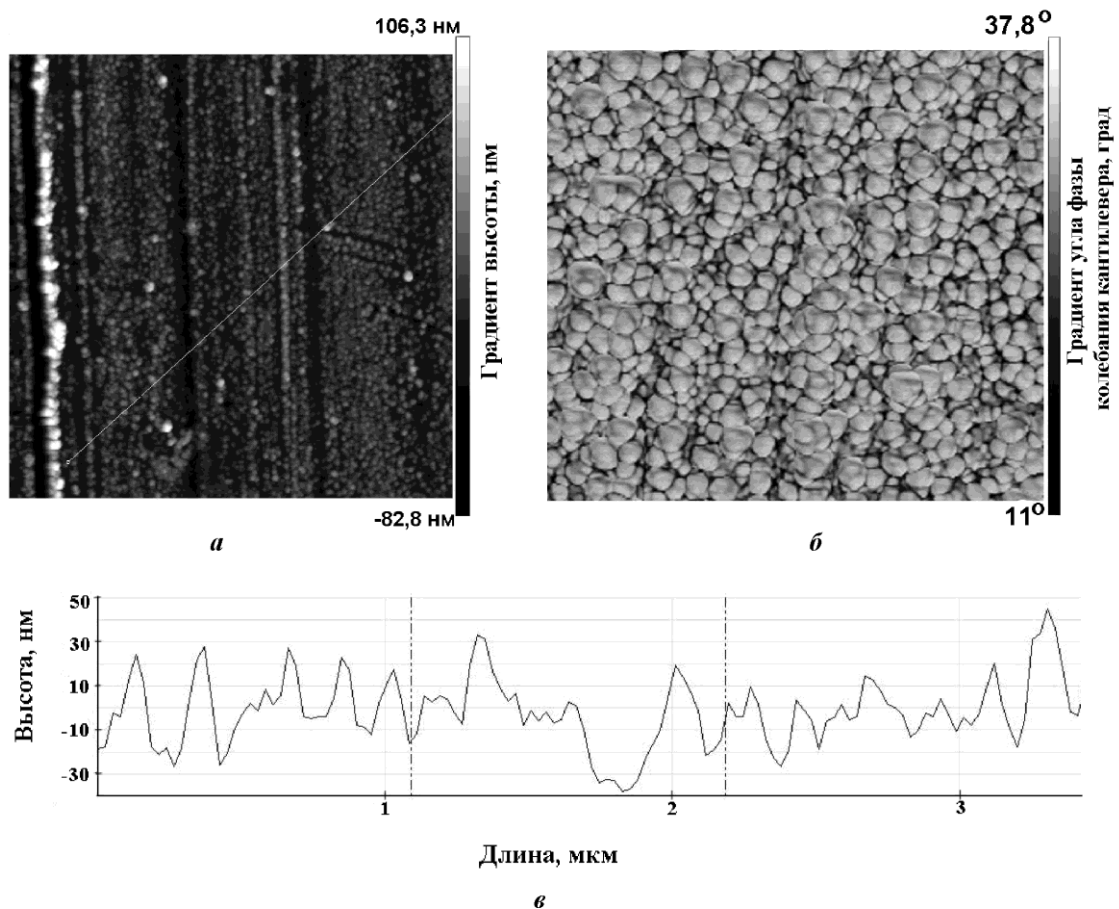 106,3 нм
Градиент высоты, нм
-82,8 нм
а
37,8°
Градиент угла фазы
колебания кантилевера, град
11°
б
50
30
10
-10
-30
Высота, нм
1
2
3
Длина, мкм
в